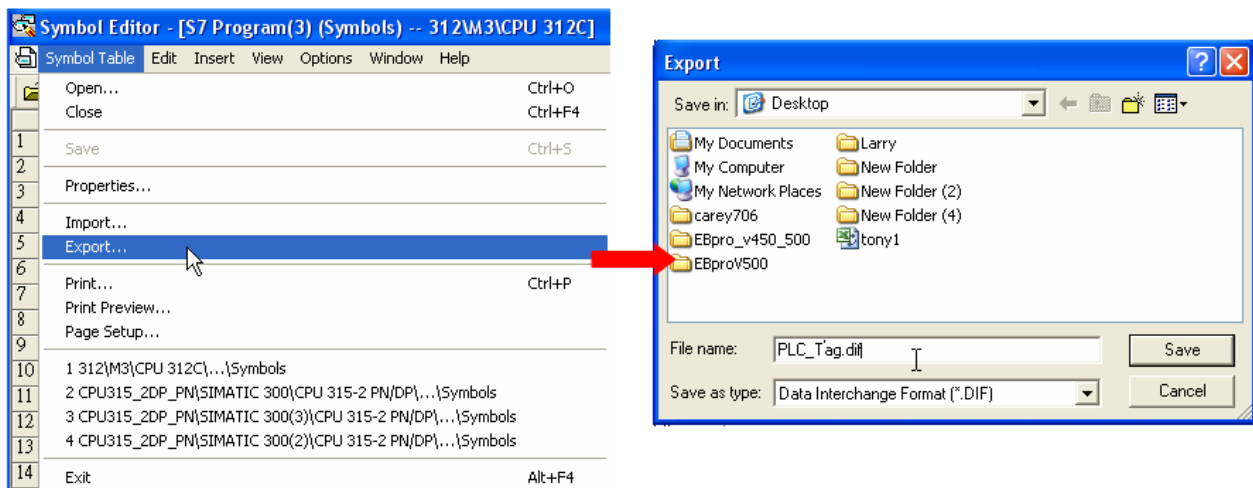 Symbol Editor - [S7 Program(3) (Symbols) -- 312\M3\CPU 312C]
Symbol Table Edit Insert View Options Window Help
Open... Ctrl+O
Close Ctrl+F4
1
Save Ctrl+S
2
Properties...
3
4
Import...
5
Export...
6
Print... Ctrl+P
7
Print Preview...
8
Page Setup...
9
10 1 312\M3\CPU 312C\...\Symbols
11 2 CPU315_2DP_PN\SIMATIC 300\CPU 315-2 PN/DP\...\Symbols
12 3 CPU315_2DP_PN\SIMATIC 300(3)\CPU 315-2 PN/DP\...\Symbols
13 4 CPU315_2DP_PN\SIMATIC 300(2)\CPU 315-2 PN/DP\...\Symbols
14 Exit Alt+F4
Export
Save in: Desktop
My Documents Larry
My Computer New Folder
My Network Places New Folder (2)
carey706 New Folder (4)
EBpro_v450_500 tony1
EBproV500
File name: PLC_Tag.dif Save
Save as type: Data Interchange Format (*.DIF) Cancel